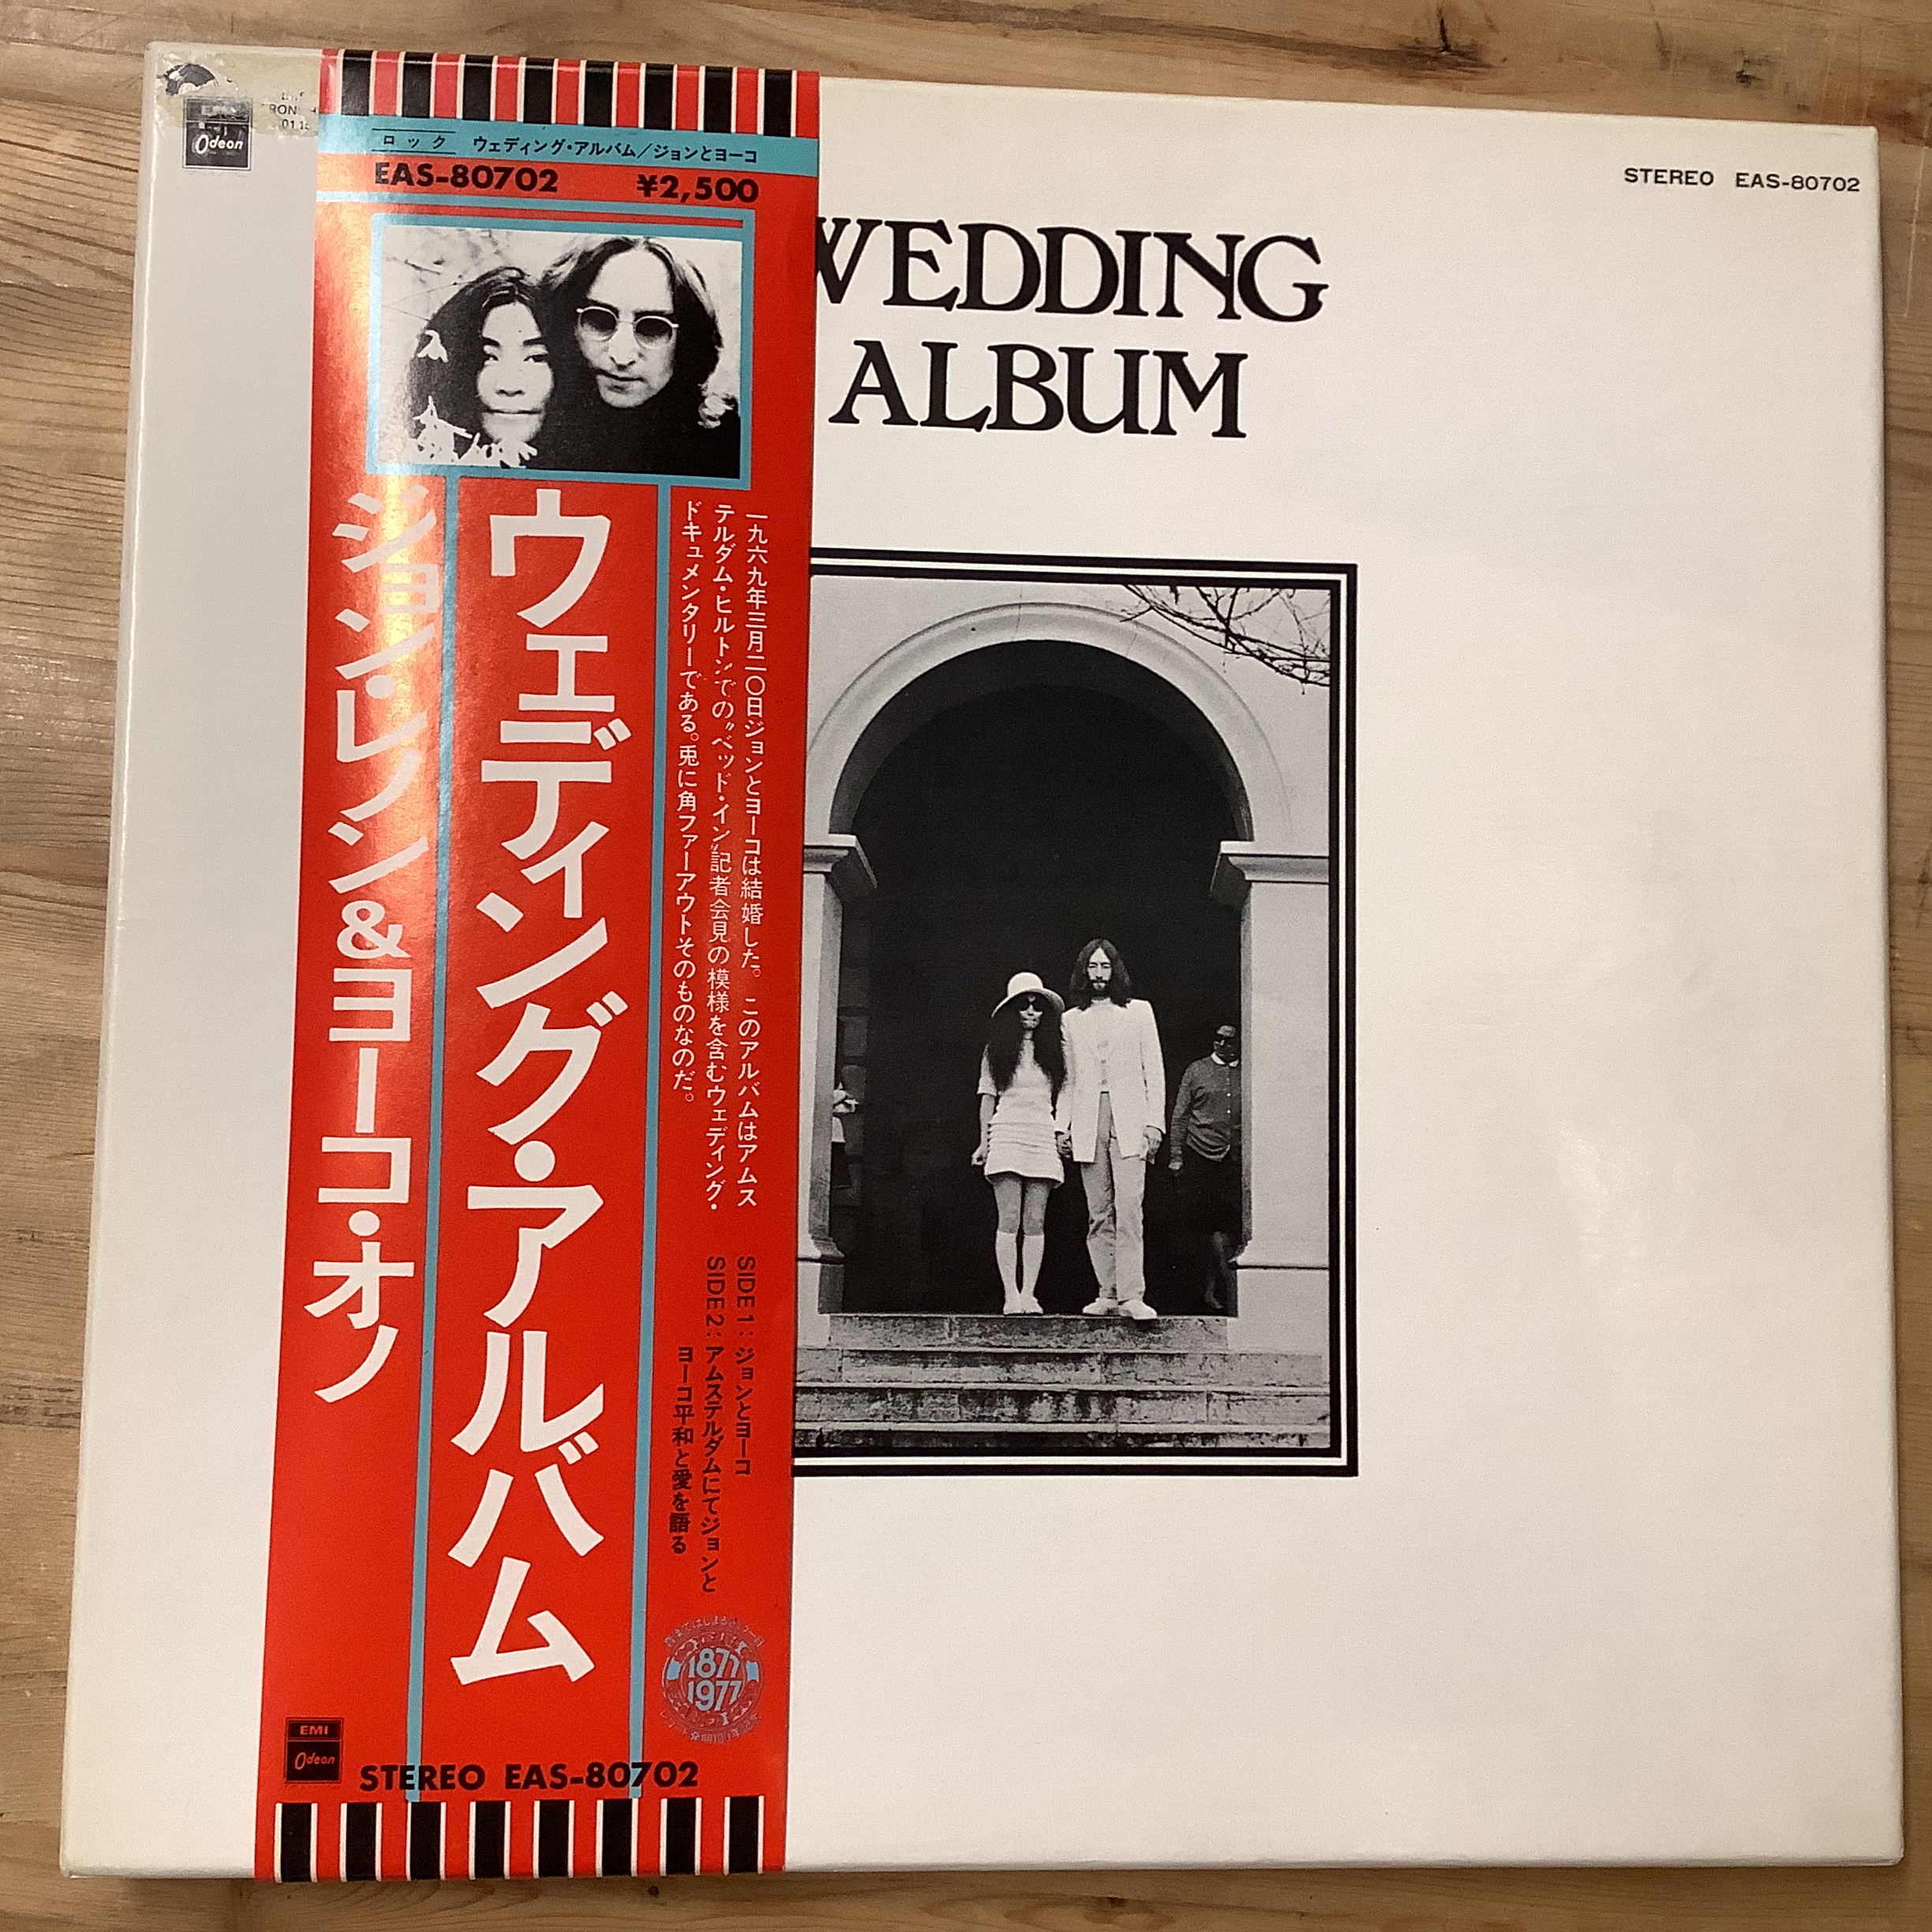 Odeon
ロック ウェディング・アルバム/ジョンとヨーコ
EAS-80702 ¥2,500
STEREO EAS-80702
WEDDING
ALBUM
一九六九年三月二〇日ジョンとヨーコは結婚した。このアルバムはアムス
テルダム・ヒルトンでの〝ベッド・イン〟記者会見の模様を含むウェディング・
ドキュメンタリーである。兎に角ファーアウトそのものなのだ。
SIDE 1: ジョンとヨーコ
SIDE 2: アムステルダムにてジョンと
ヨーコ平和と愛を語る
ウェディング・アルバム
ジョン・レノン&ヨーコ・オノ
1877
1977
EMI
Odeon
STEREO EAS-80702